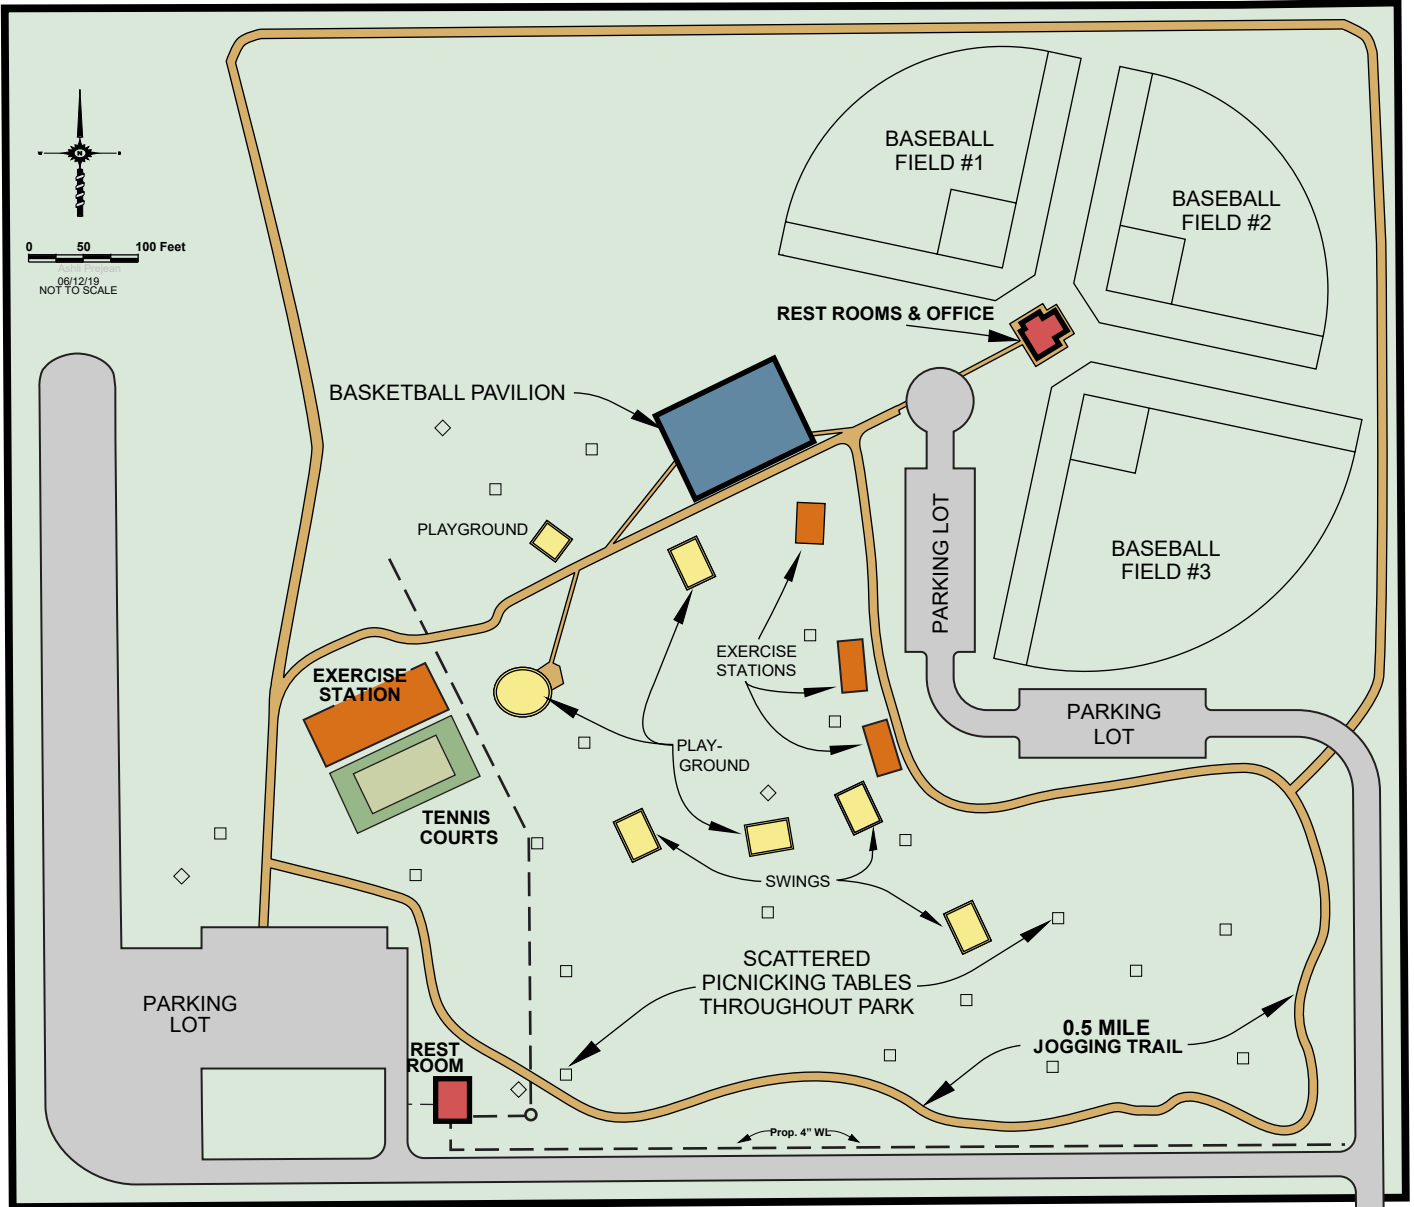 BASEBALL
FIELD #1
BASEBALL
FIELD #2
N
0 50 100 Feet
Ashli Prejean
06/12/19
NOT TO SCALE
REST ROOMS & OFFICE
BASKETBALL PAVILION
PLAYGROUND
PARKING LOT
BASEBALL
FIELD #3
EXERCISE
STATIONS
EXERCISE
STATION
PARKING
LOT
PLAY-
GROUND
TENNIS
COURTS
SWINGS
SCATTERED
PICNICKING TABLES
THROUGHOUT PARK
PARKING
LOT
0.5 MILE
JOGGING TRAIL
REST
ROOM
Prop. 4" WL